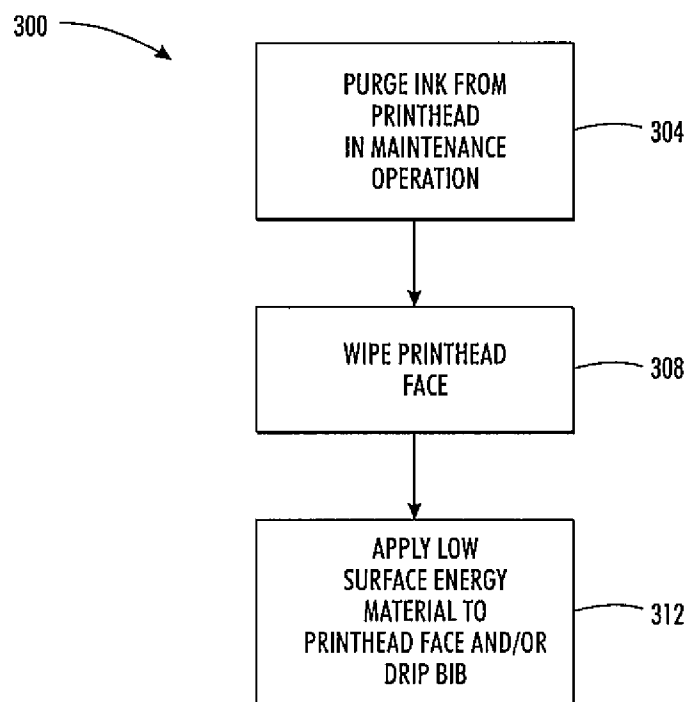 300
PURGE INK FROM
PRINTHEAD
IN MAINTENANCE
OPERATION
304
WIPE PRINTHEAD
FACE
308
APPLY LOW
SURFACE ENERGY
MATERIAL TO
PRINTHEAD FACE AND/OR
DRIP BIB
312